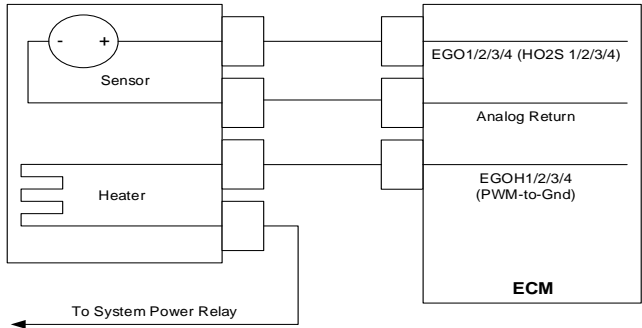 - +
EGO1/2/3/4 (HO2S 1/2/3/4)
Sensor
Analog Return
EGOH1/2/3/4
(PWM-to-Gnd)
Heater
ECM
To System Power Relay